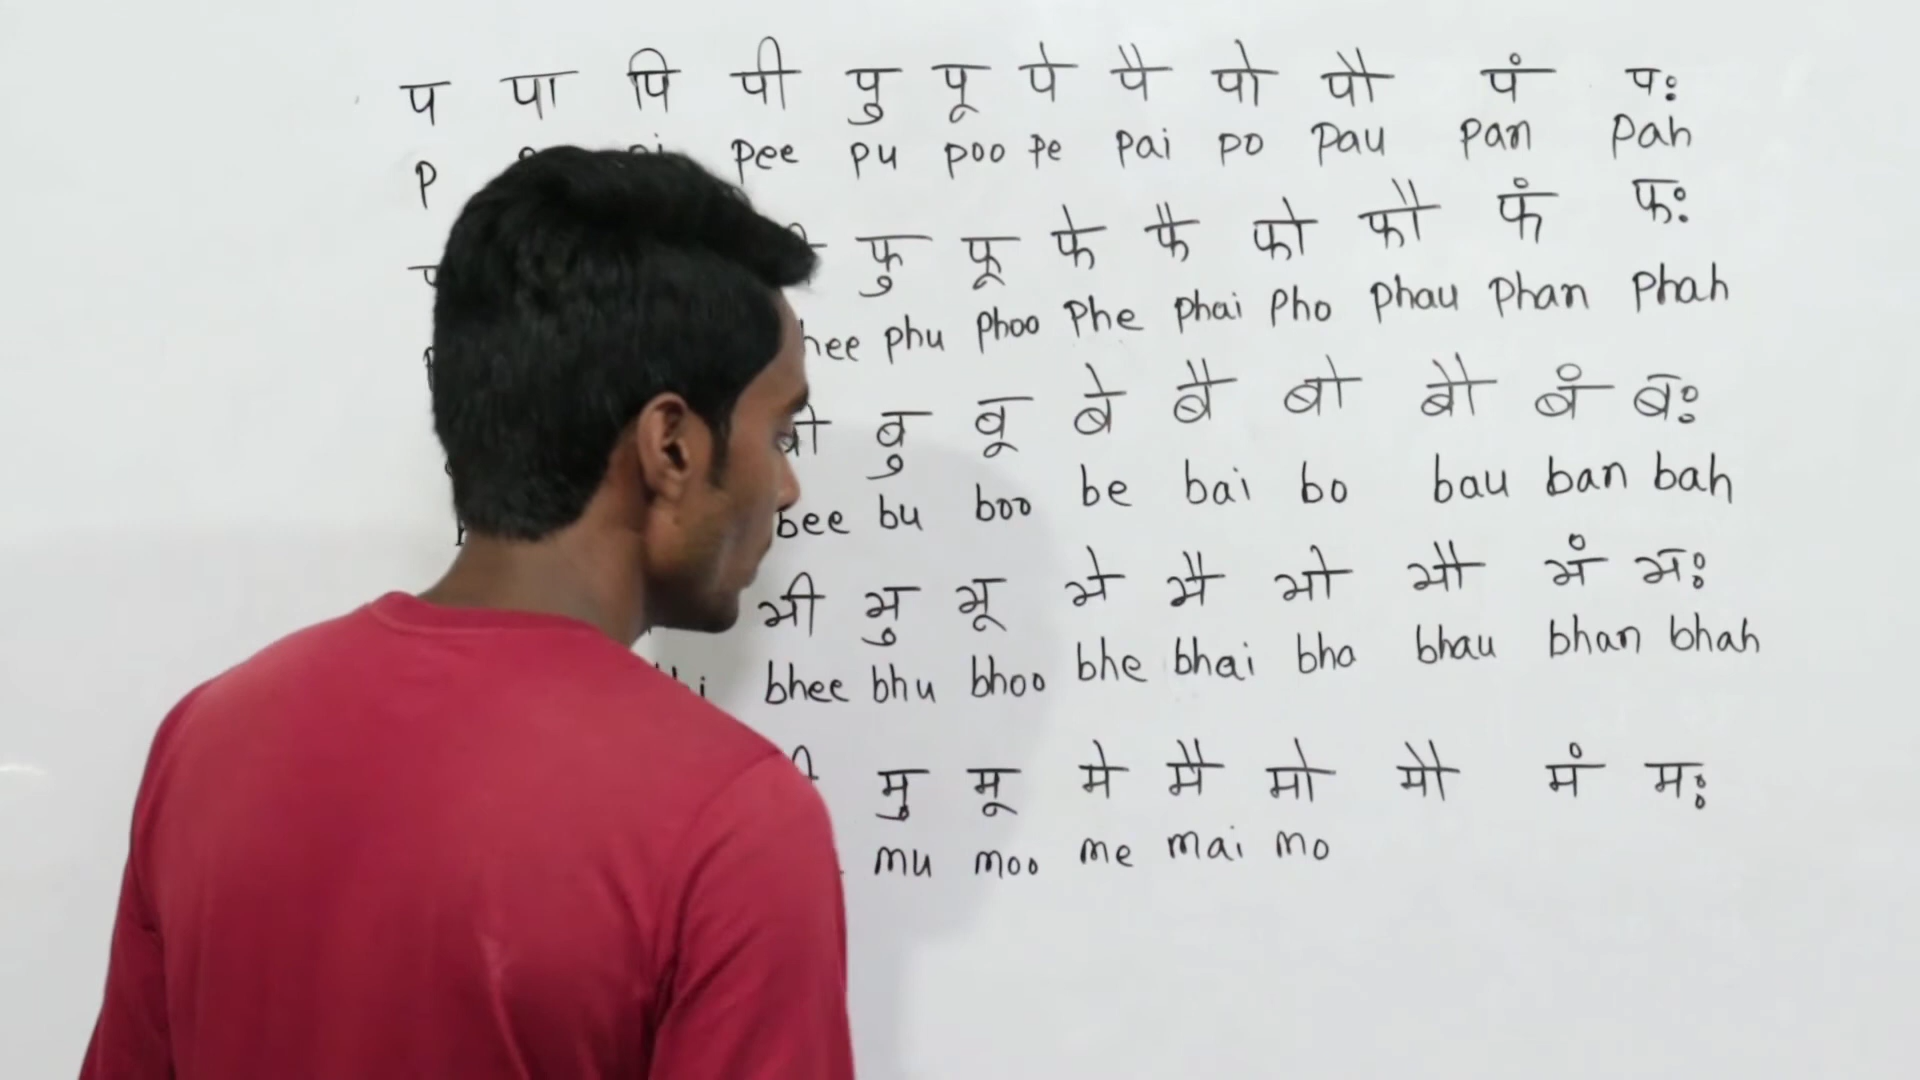 प पा पि पी पु पू पे पै पो पौ पं पः
p pee pu poo pe pai po pau pan pah
फु फू फे फै फो फौ फं फः
phu phoo phe phai pho phau phan phah
बु बू बे बै बो बौ बं बः
bee bu boo be bai bo bau ban bah
भी भु भू भे भै भो भौ भं भः
bhee bhu bhoo bhe bhai bho bhau bhan bhah
मु मू मे मै मो मौ मं मः
mu moo me mai mo